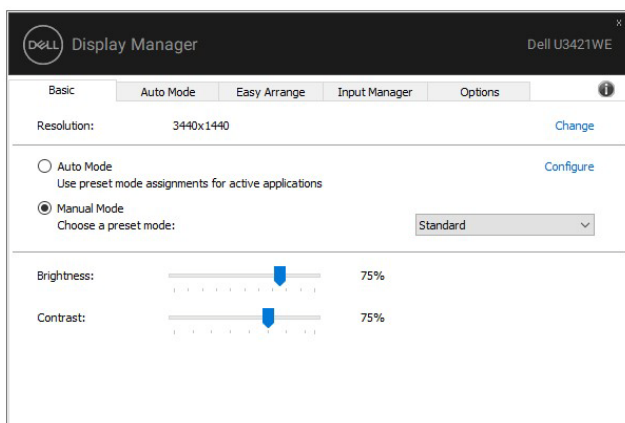 x
DELL Display Manager Dell U3421WE
Basic Auto Mode Easy Arrange Input Manager Options i
Resolution: 3440x1440 Change
Auto Mode Configure
Use preset mode assignments for active applications
Manual Mode
Choose a preset mode: Standard
Brightness: 75%
Contrast: 75%